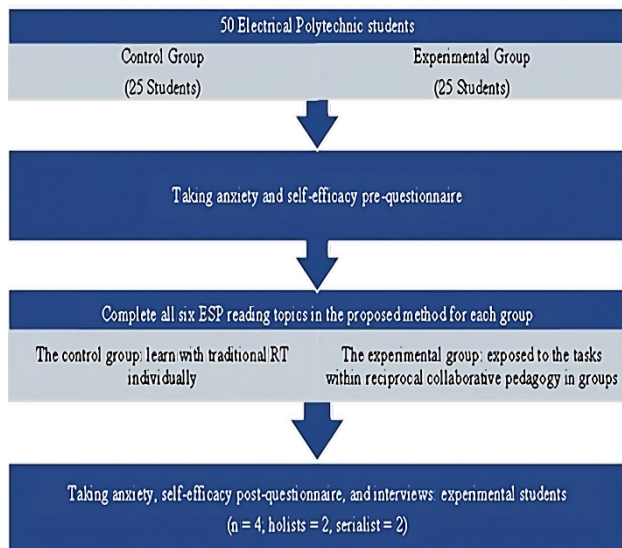 50 Electrical Polytechnic students
Control Group
(25 Students)
Experimental Group
(25 Students)
Taking anxiety and self-efficacy pre-questionnaire
Complete all six ESP reading topics in the proposed method for each group
The control group: learn with traditional RT
individually
The experimental group: exposed to the tasks
within reciprocal collaborative pedagogy in groups
Taking anxiety, self-efficacy post-questionnaire, and interviews: experimental students
(n = 4; holists = 2, serialist = 2)